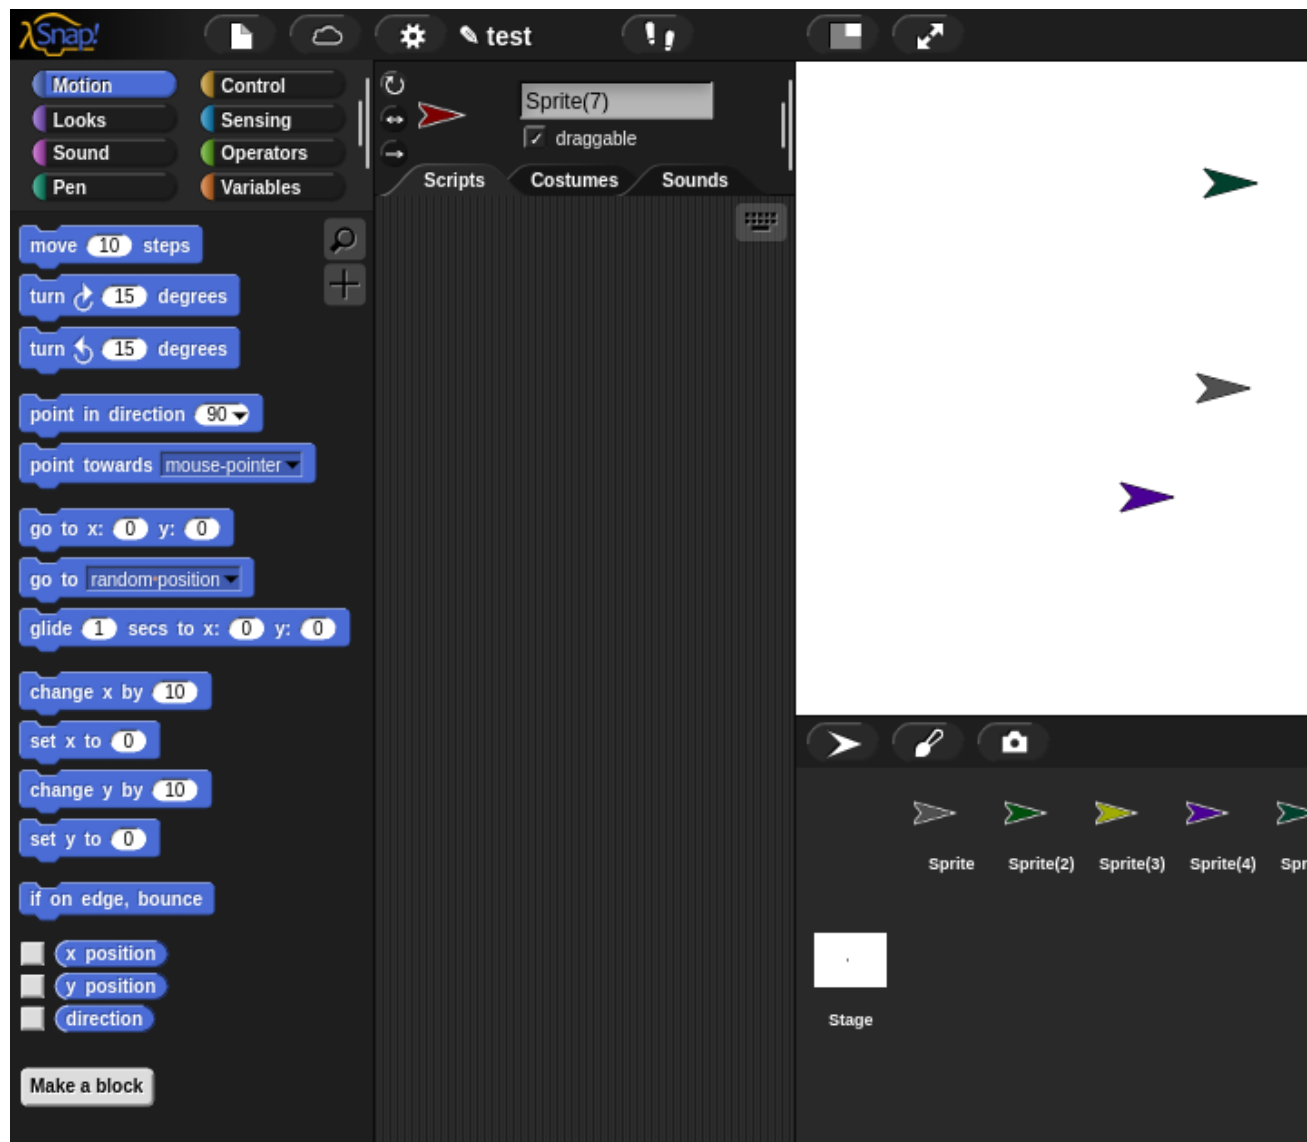 λSnap!
test
Motion
Control
Looks
Sensing
Sound
Operators
Pen
Variables
Sprite(7)
draggable
Scripts
Costumes
Sounds
move 10 steps
turn 15 degrees
turn 15 degrees
point in direction 90
point towards mouse-pointer
go to x: 0 y: 0
go to random position
glide 1 secs to x: 0 y: 0
change x by 10
set x to 0
change y by 10
set y to 0
if on edge, bounce
x position
y position
direction
Make a block
Sprite
Sprite(2)
Sprite(3)
Sprite(4)
Spr
Stage